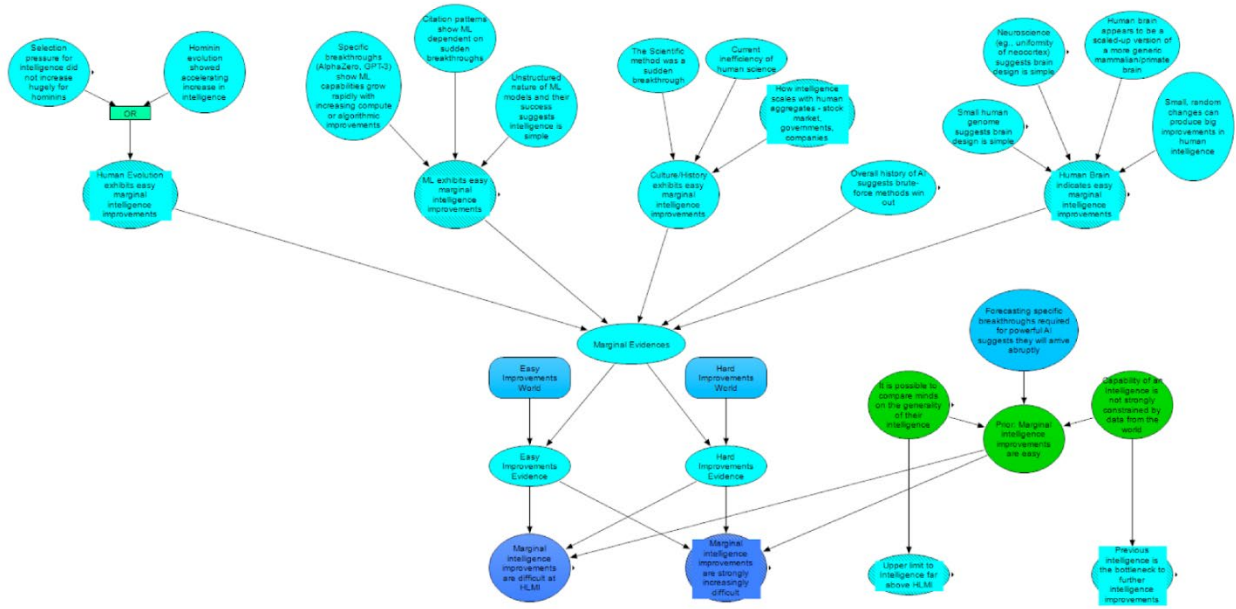 Selection
pressure for
intelligence did
not increase
hugely for
hominins
Hominin
evolution
showed
accelerating
increase in
intelligence
OR
Human Evolution
exhibits easy
marginal
intelligence
improvements
Specific
breakthroughs
(AlphaZero, GPT-3)
show ML
capabilities grow
rapidly with
increasing compute
or algorithmic
improvements
Citation patterns
show ML
dependent on
sudden
breakthroughs
Unstructured
nature of ML
models and their
success
suggests
intelligence is
simple
ML exhibits easy
marginal
intelligence
improvements
The Scientific
method was a
sudden
breakthrough
Current
inefficiency of
human science
How intelligence
scales with human
aggregates - stock
market,
governments,
companies
Culture/History
exhibits easy
marginal
intelligence
improvements
Overall history of AI
suggests brute-
force methods win
out
Neuroscience
(eg., uniformity of
neocortex)
suggests brain
design is simple
Human brain
appears to be a
scaled-up version of
a more generic
mammalian/primate
brain
Small human
genome
suggests brain
design is simple
Small, random
changes can
produce big
improvements in
human
intelligence
Human Brain
indicates easy
marginal
intelligence
improvements
Marginal Evidences
Easy
Improvements
World
Hard
Improvements
World
Easy
Improvements
Evidence
Hard
Improvements
Evidence
Marginal
intelligence
improvements
are difficult at
HLMI
Marginal
intelligence
improvements
are strongly
increasingly
difficult
Forecasting specific
breakthroughs required
for powerful AI
suggests they will arrive
abruptly
It is possible to
compare minds
on the generality
of their
intelligence
Capability of an
Intelligence is
not strongly
constrained by
data from the
world
Prior: Marginal
intelligence
improvements
are easy
Upper limit to
Intelligence far
above HLMI
Previous
intelligence is
the bottleneck to
further
intelligence
improvements